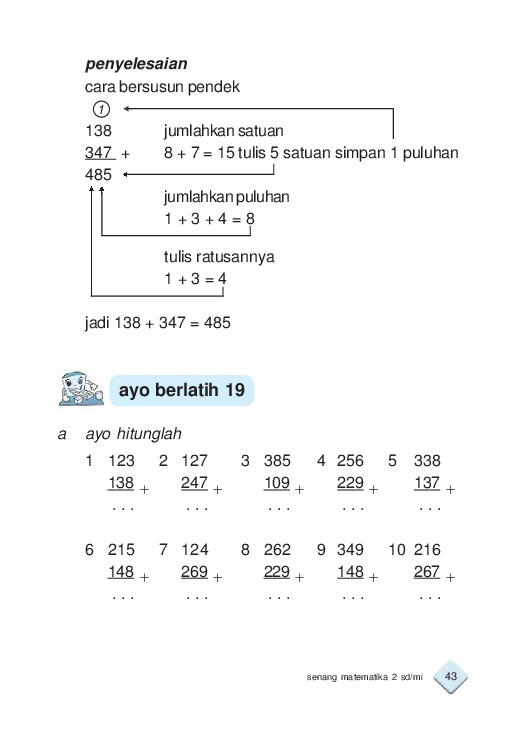 penyelesaian
cara bersusun pendek
1
138 jumlahkan satuan
347 + 8 + 7 = 15 tulis 5 satuan simpan 1 puluhan
485
jumlahkan puluhan
1 + 3 + 4 = 8
tulis ratusannya
1 + 3 = 4
jadi 138 + 347 = 485
ayo berlatih 19
a ayo hitunglah
1 123 2 127 3 385 4 256 5 338
138 + 247 + 109 + 229 + 137 +
. . . . . . . . . . . . . . .
6 215 7 124 8 262 9 349 10 216
148 + 269 + 229 + 148 + 267 +
. . . . . . . . . . . . . . .
senang matematika 2 sd/mi 43